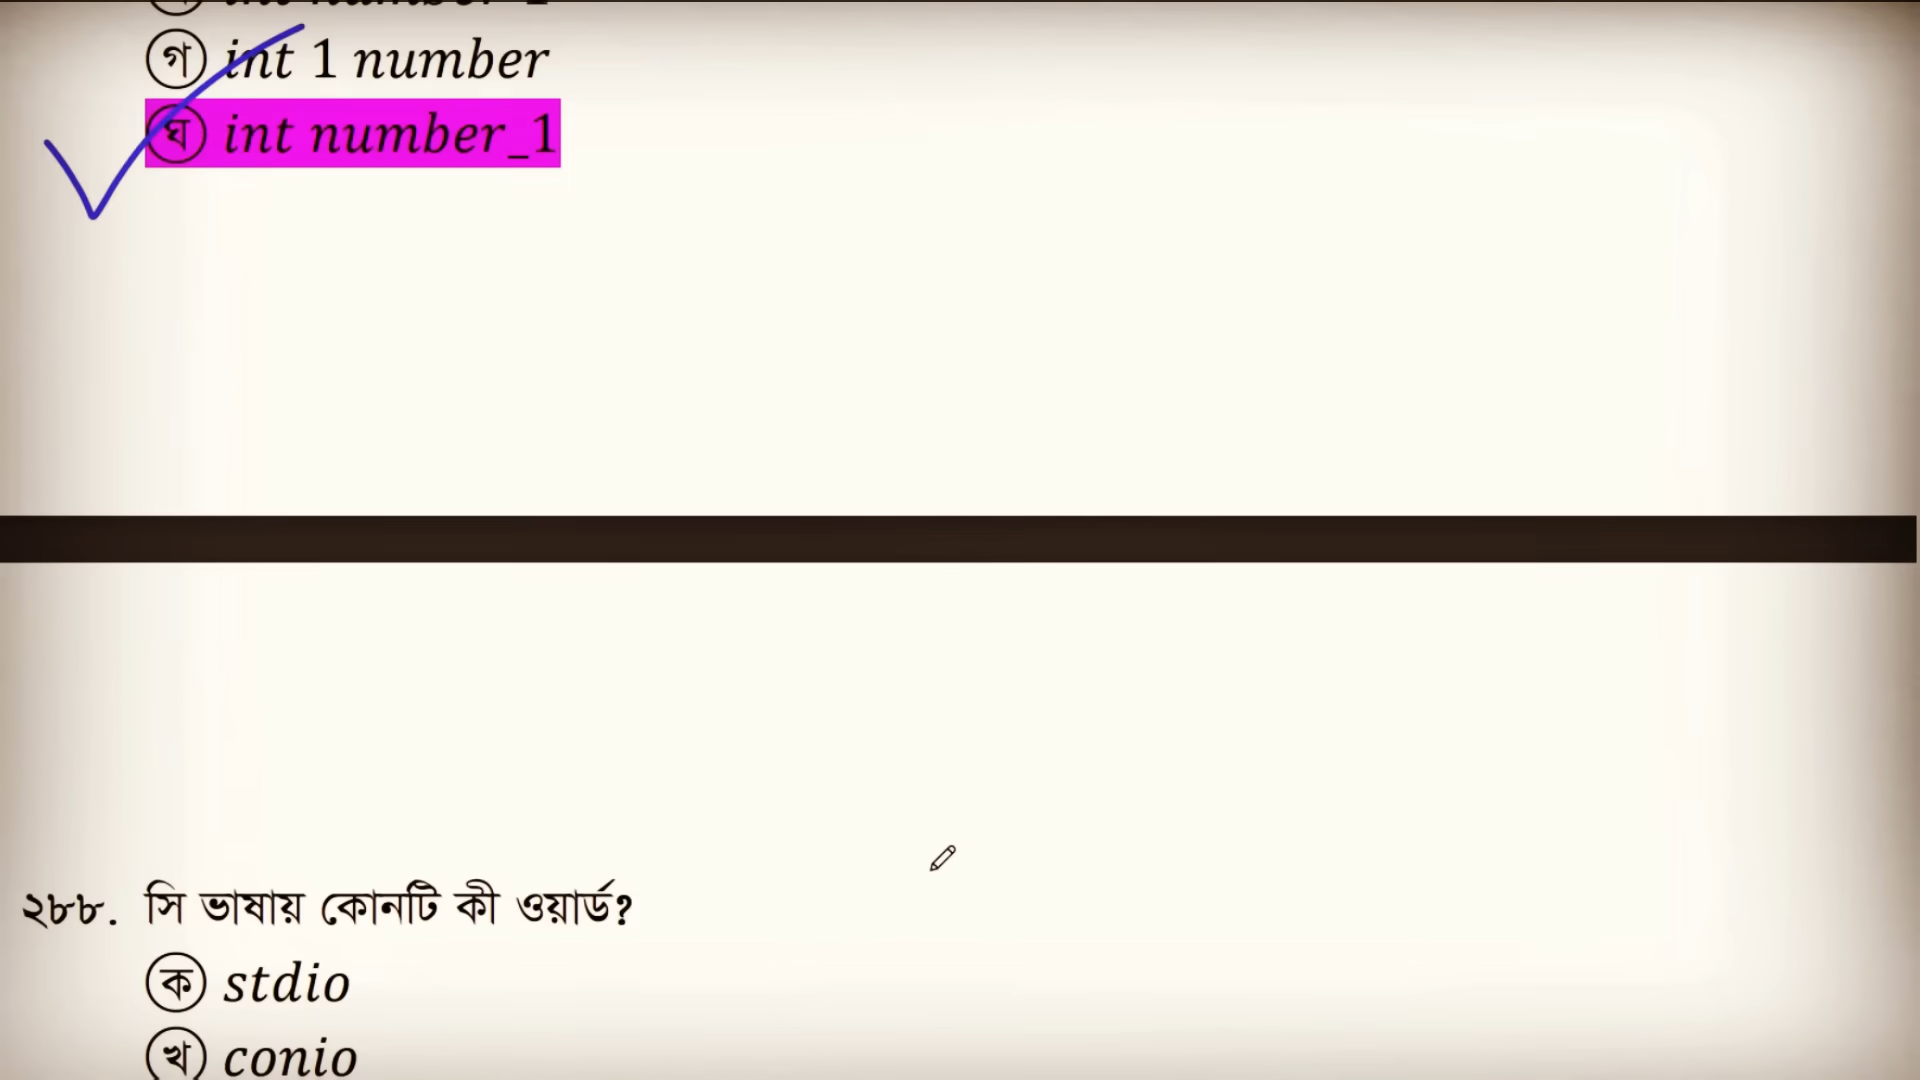 গ int 1 number
ঘ int number_1
২৮৮. সি ভাষায় কোনটি কী ওয়ার্ড?
ক stdio
খ conio